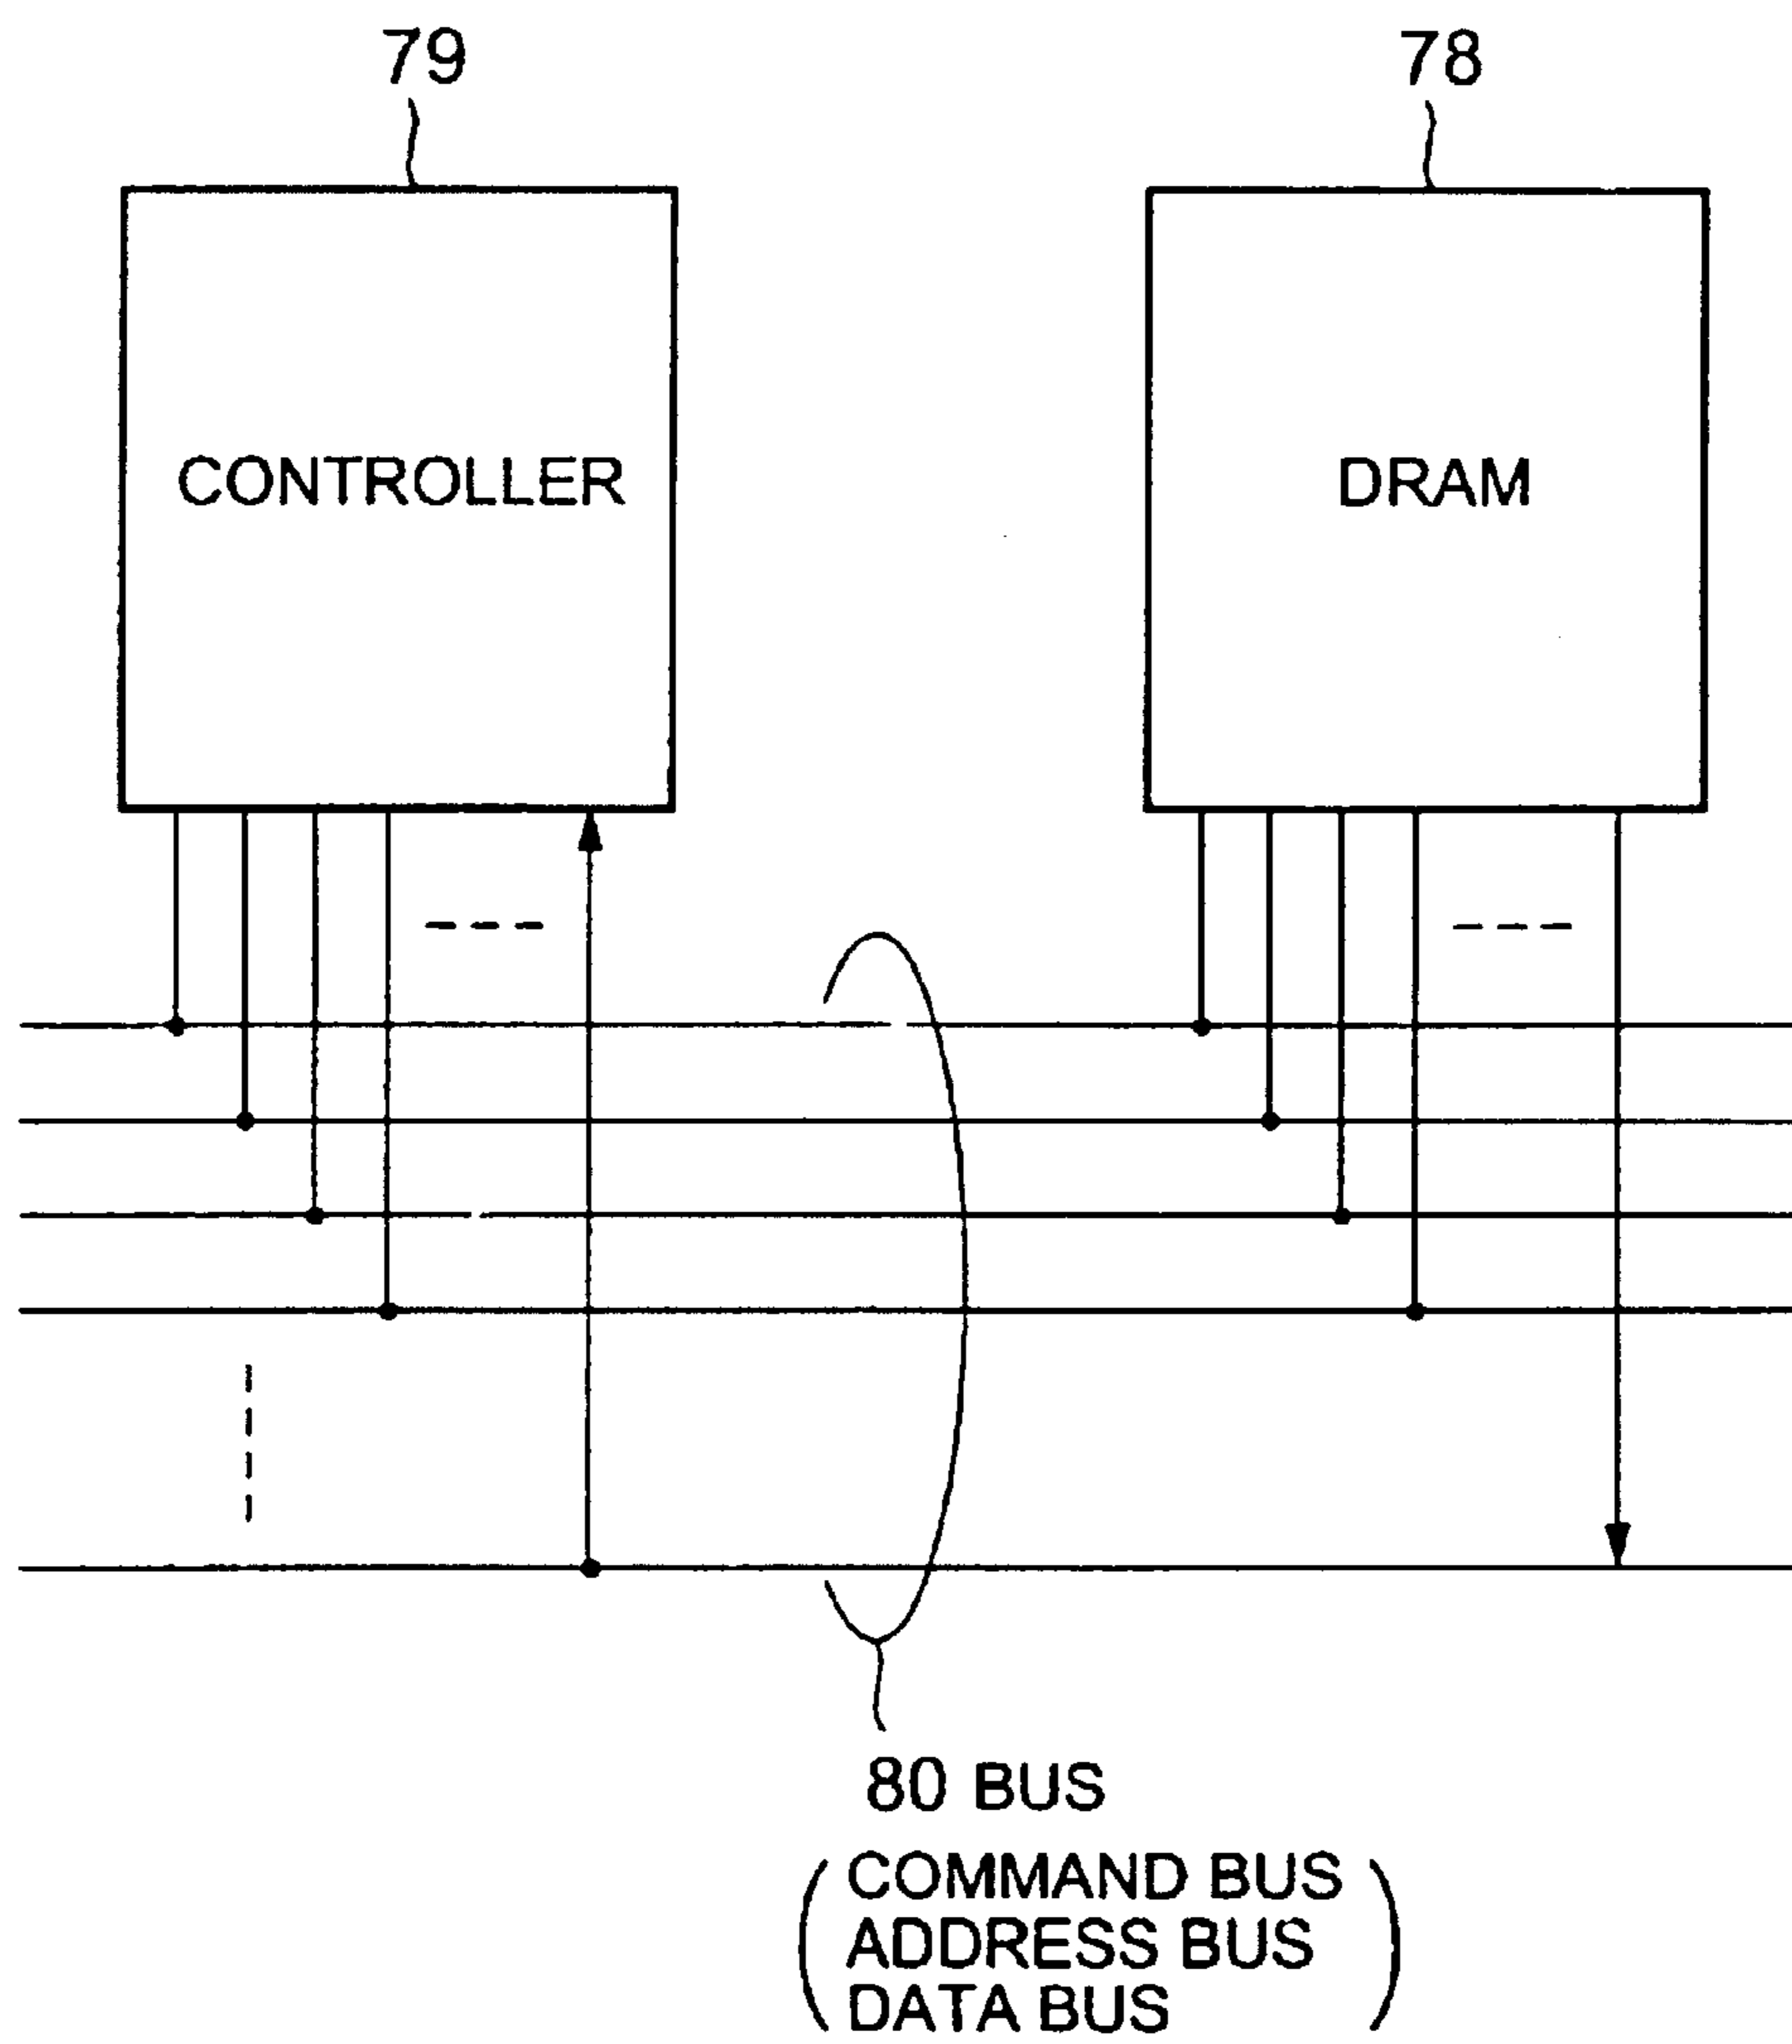 79
78
CONTROLLER
DRAM
80 BUS
( COMMAND BUS
ADDRESS BUS
DATA BUS )